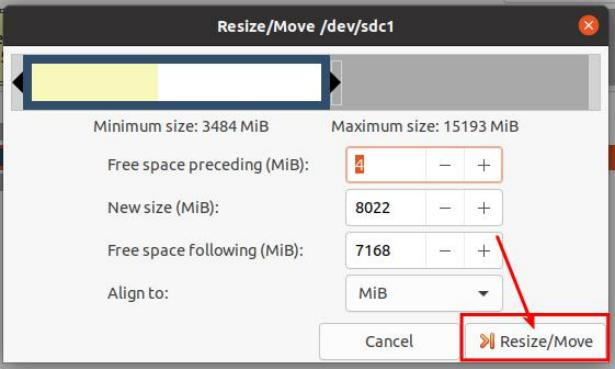 Resize/Move /dev/sdc1
Minimum size: 3484 MiB Maximum size: 15193 MiB
Free space preceding (MiB): 4
New size (MiB): 8022
Free space following (MiB): 7168
Align to: MiB
Cancel Resize/Move